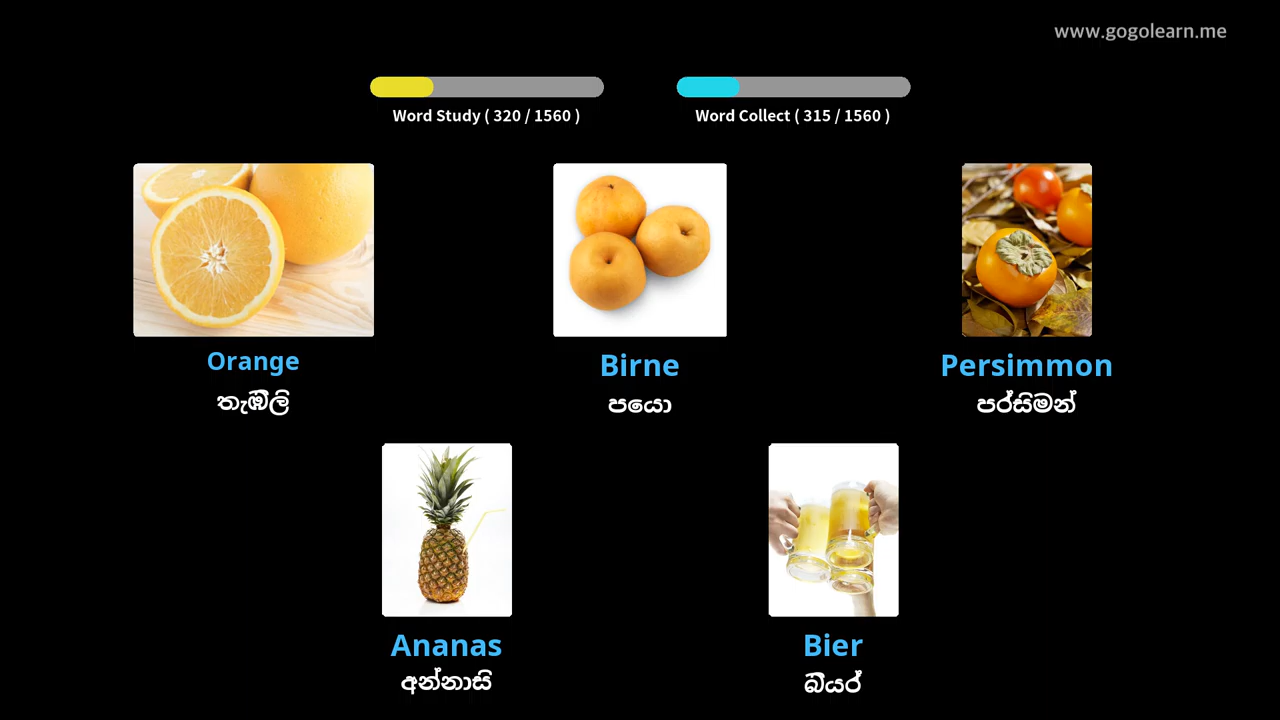 www.gogolearn.me
Word Study ( 320 / 1560 )
Word Collect ( 315 / 1560 )
Orange
Birne
Persimmon
තැඹිලි
පයො
පර්සිමන්
Ananas
Bier
අන්නාසි
බියර්